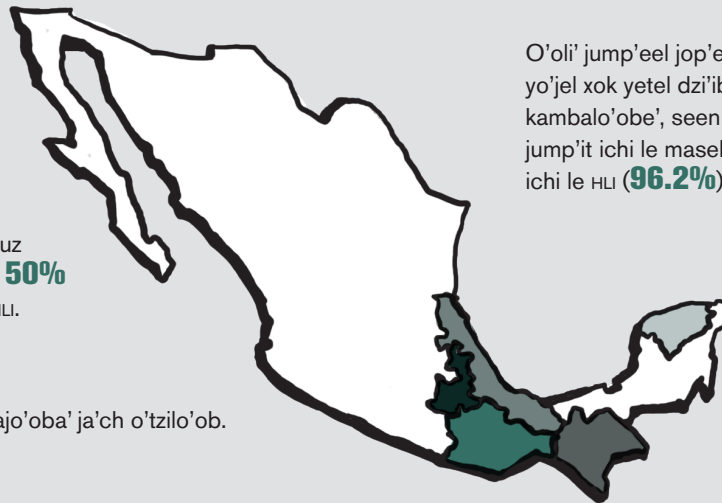 O'oli' jump'eel jop'e
yo'jel xok yetel dzi'ib
kambalo'obe', seen
jump'it ichi le masel
ichi le HLI (96.2%)
uz
50%
LI.
ajo'oba' ja'ch o'tzilo'ob.